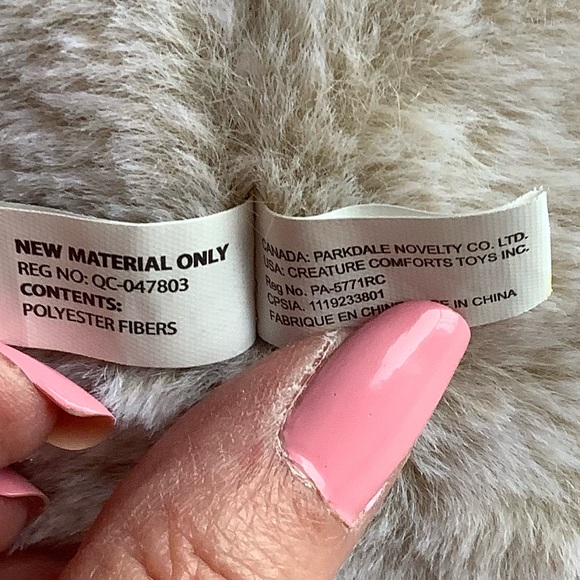 NEW MATERIAL ONLY
REG NO: QC-047803
CONTENTS:
POLYESTER FIBERS
CANADA: PARKDALE NOVELTY CO. LTD.
USA: CREATURE COMFORTS TOYS INC.
Reg No. PA-5771RC
CPSIA. 1119233801
FABRIQUE EN IN CHINA